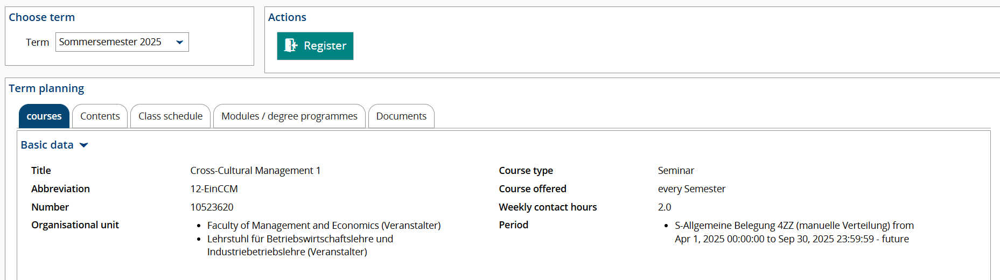 Choose term
Term Sommersemester 2025
Actions
Register
Term planning
courses Contents Class schedule Modules / degree programmes Documents
Basic data
Title Cross-Cultural Management 1
Abbreviation 12-EinCCM
Number 10523620
Organisational unit • Faculty of Management and Economics (Veranstalter)
• Lehrstuhl für Betriebswirtschaftslehre und
Industriebetriebslehre (Veranstalter)
Course type Seminar
Course offered every Semester
Weekly contact hours 2.0
Period • S-Allgemeine Belegung 4ZZ (manuelle Verteilung) from
Apr 1, 2025 00:00:00 to Sep 30, 2025 23:59:59 - future